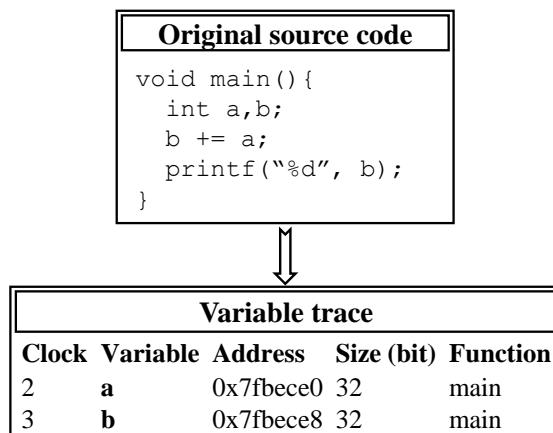 Original source code
void main(){
int a,b;
b += a;
printf(“%d”, b);
}
Variable trace
Clock Variable Address Size (bit) Function
2 a 0x7fbece0 32 main
3 b 0x7fbece8 32 main